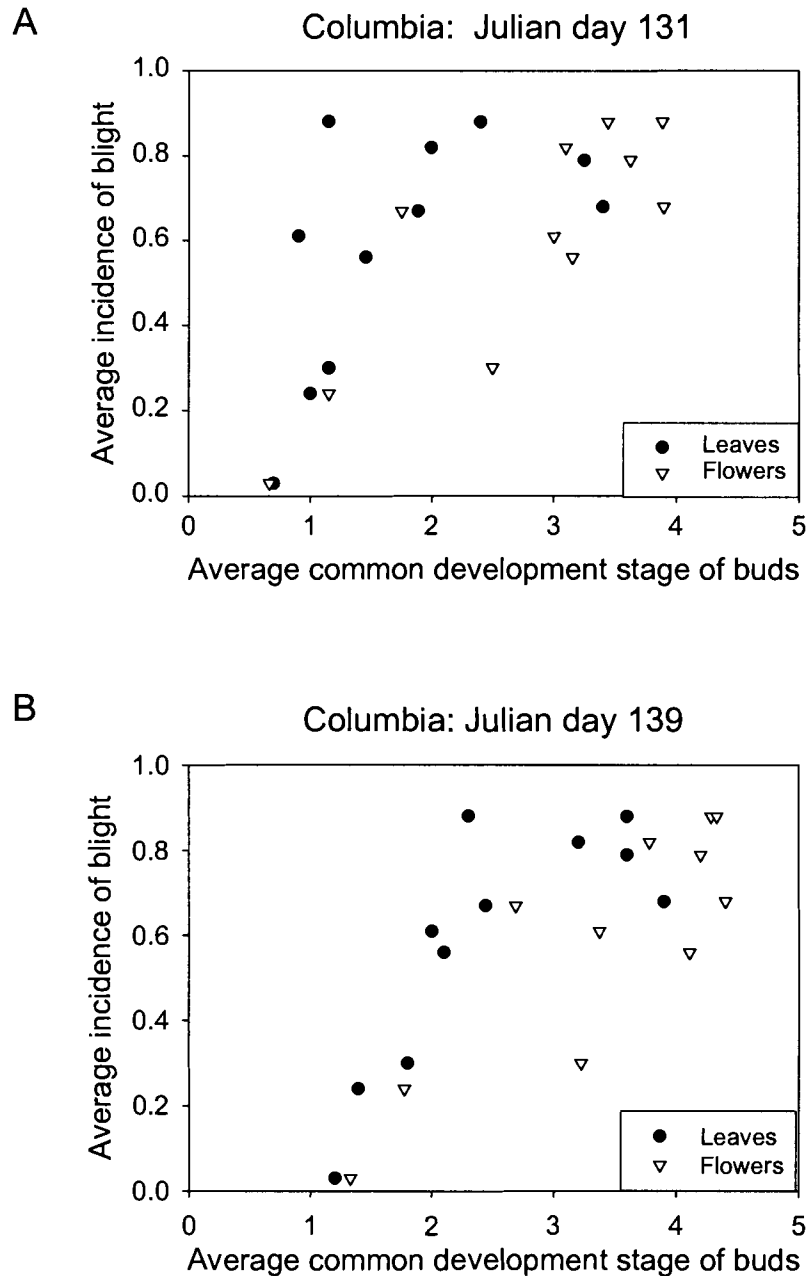 A
Columbia: Julian day 131
1.0
0.8
0.6
0.4
0.2
0.0
Average incidence of blight
Leaves
Flowers
0 1 2 3 4 5
Average common development stage of buds
B
Columbia: Julian day 139
1.0
0.8
0.6
0.4
0.2
0.0
Average incidence of blight
Leaves
Flowers
0 1 2 3 4 5
Average common development stage of buds